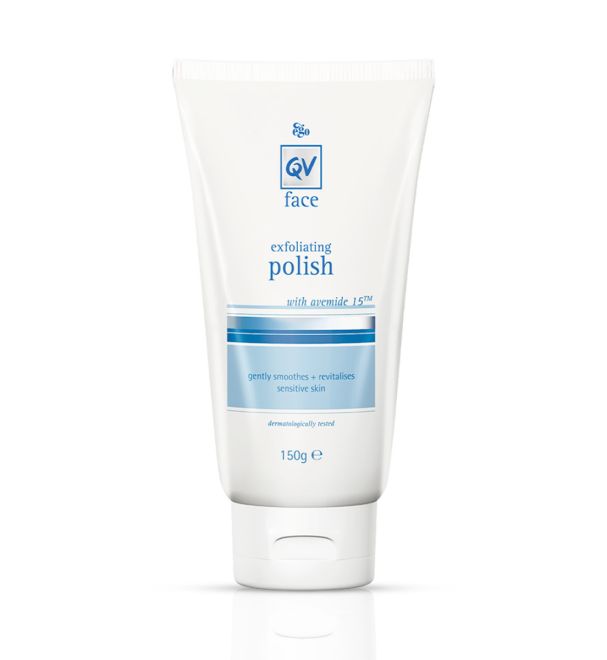 ego
QV
face
exfoliating
polish
with avemide 15™
gently smoothes + revitalises
sensitive skin
dermatologically tested
150g ℮